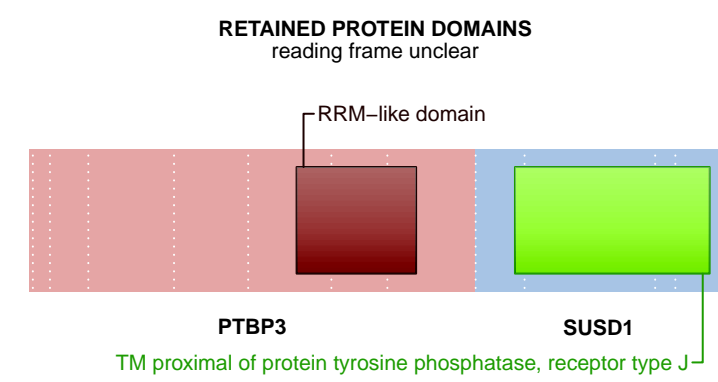 RETAINED PROTEIN DOMAINS
reading frame unclear
RRM−like domain
PTBP3 SUSD1
TM proximal of protein tyrosine phosphatase, receptor type J